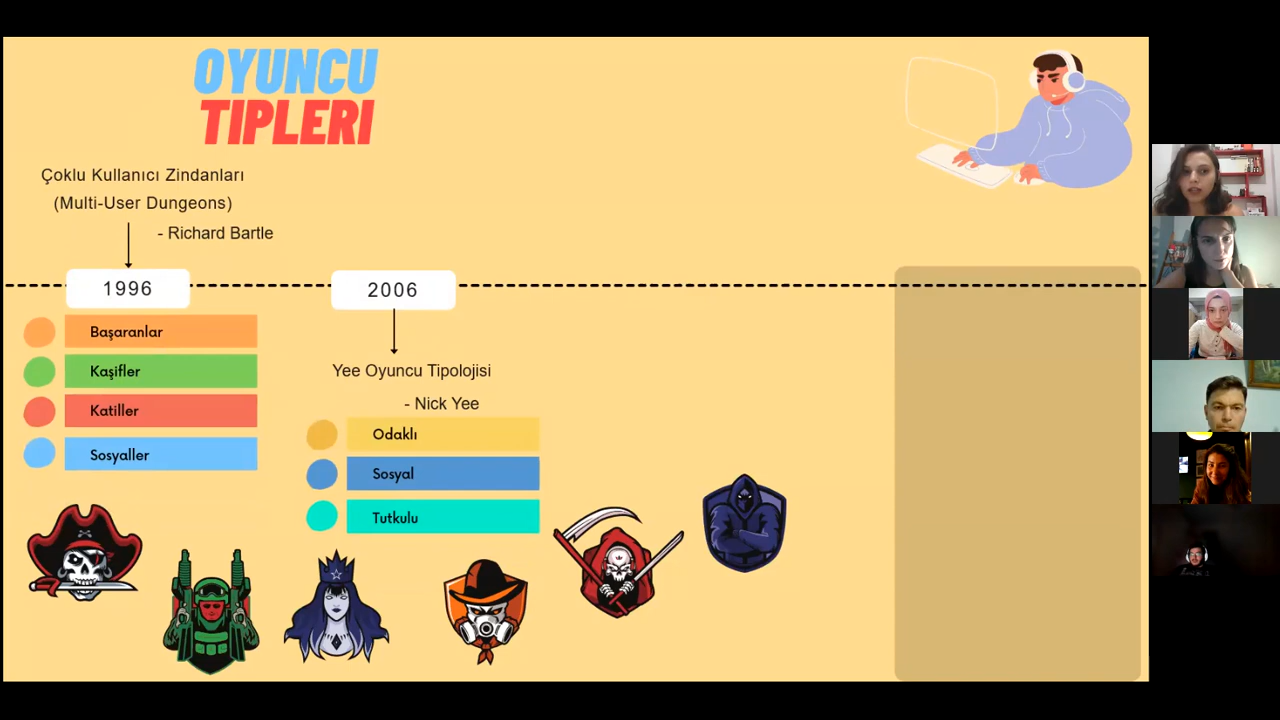 OYUNCU
TIPLERI
Çoklu Kullanıcı Zindanları
(Multi-User Dungeons)
- Richard Bartle
1996
Başaranlar
Kaşifler
Katiller
Sosyaller
2006
Yee Oyuncu Tipolojisi
- Nick Yee
Odaklı
Sosyal
Tutkulu